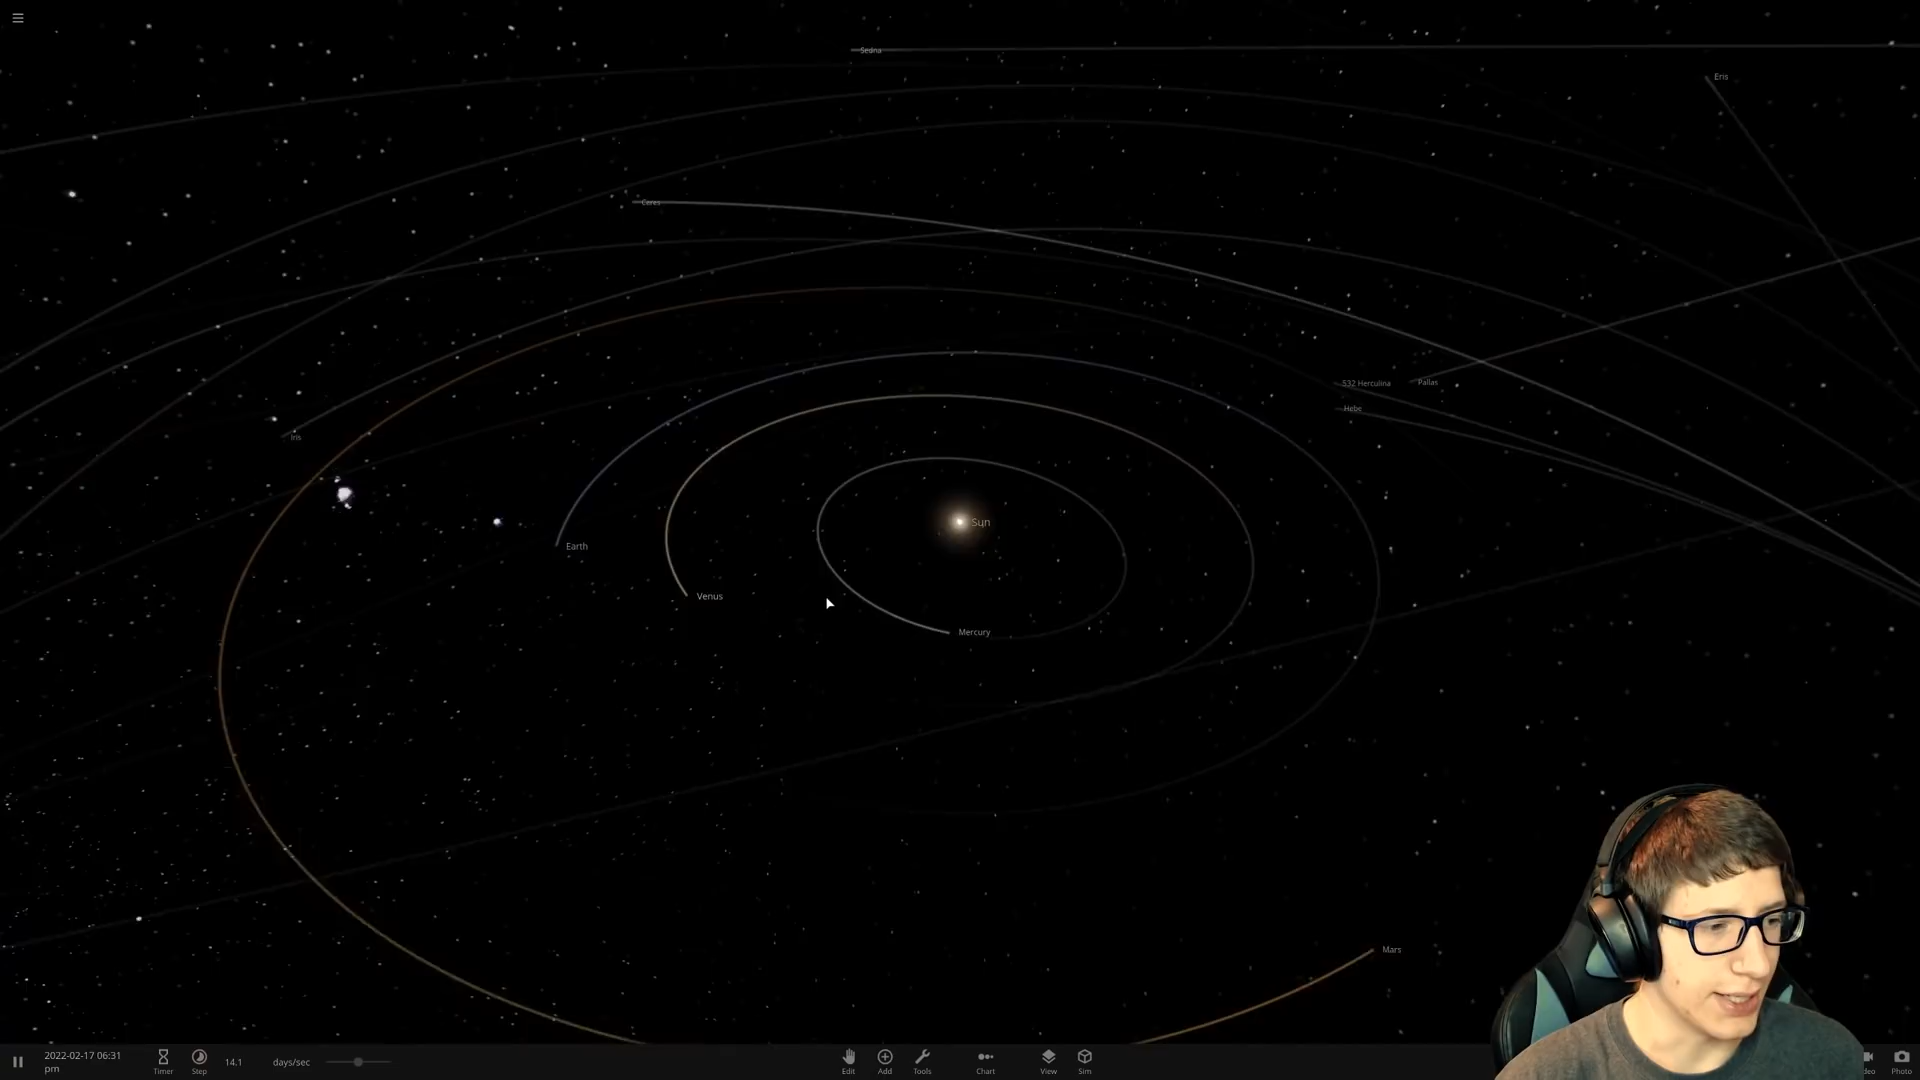 Sedna
Eris
Ceres
532 Herculina
Pallas
Hebe
Iris
Sun
Earth
Venus
Mercury
Mars
2022-02-17 06:31
pm
Timer
Step
14.1
days/sec
Edit
Add
Tools
Chart
View
Sim
Photo